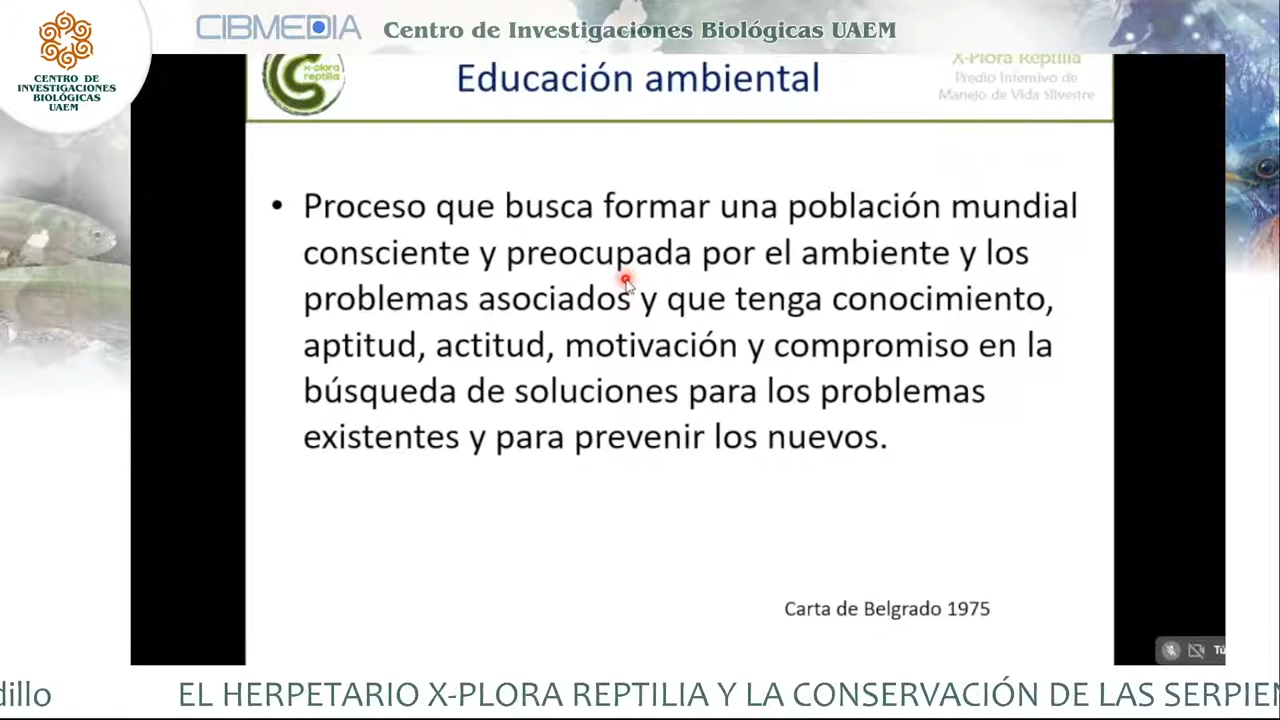 CIBMEDIA Centro de Investigaciones Biológicas UAEM
CENTRO DE
INVESTIGACIONES
BIOLÓGICAS
UAEM
x-plora
reptilia
Educación ambiental
X-Plora Reptilia
Predio Intensivo de
Manejo de Vida Silvestre
• Proceso que busca formar una población mundial
consciente y preocupada por el ambiente y los
problemas asociados y que tenga conocimiento,
aptitud, actitud, motivación y compromiso en la
búsqueda de soluciones para los problemas
existentes y para prevenir los nuevos.
Carta de Belgrado 1975
Tú
dillo EL HERPETARIO X-PLORA REPTILIA Y LA CONSERVACIÓN DE LAS SERPIEN